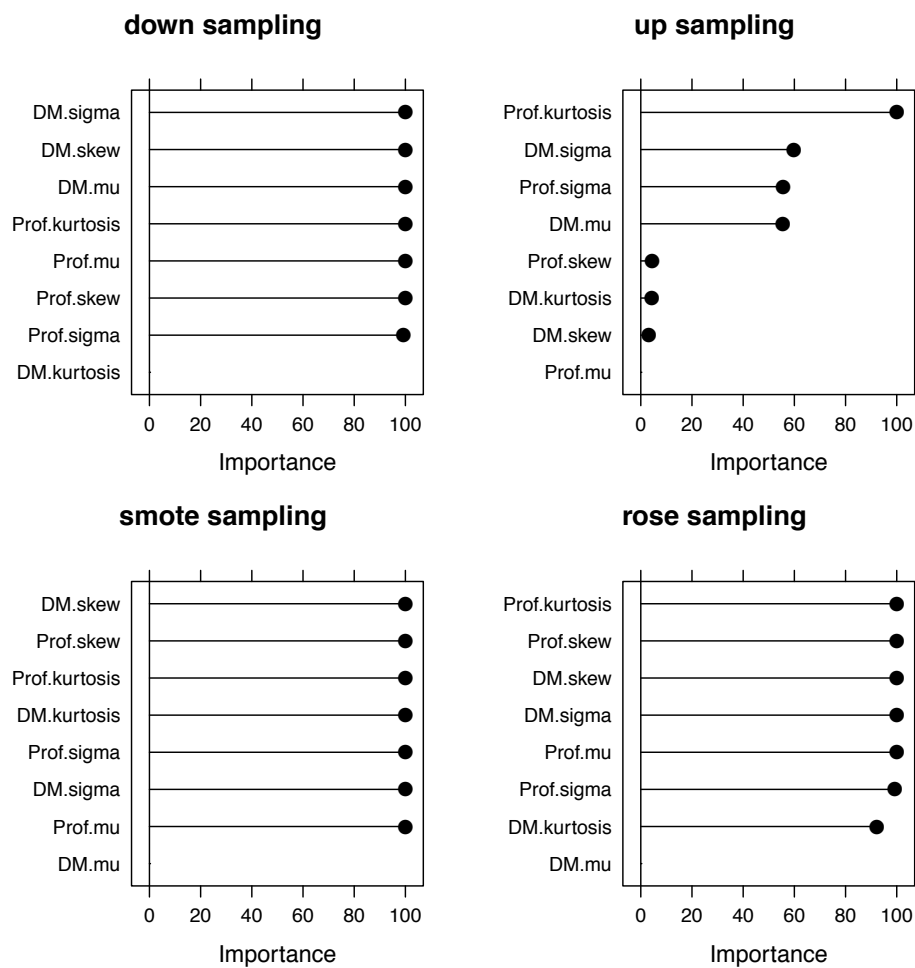 down sampling
DM.sigma
DM.skew
DM.mu
Prof.kurtosis
Prof.mu
Prof.skew
Prof.sigma
DM.kurtosis
0 20 40 60 80 100
Importance
up sampling
Prof.kurtosis
DM.sigma
Prof.sigma
DM.mu
Prof.skew
DM.kurtosis
DM.skew
Prof.mu
0 20 40 60 80 100
Importance
smote sampling
DM.skew
Prof.skew
Prof.kurtosis
DM.kurtosis
Prof.sigma
DM.sigma
Prof.mu
DM.mu
0 20 40 60 80 100
Importance
rose sampling
Prof.kurtosis
Prof.skew
DM.skew
DM.sigma
Prof.mu
Prof.sigma
DM.kurtosis
DM.mu
0 20 40 60 80 100
Importance